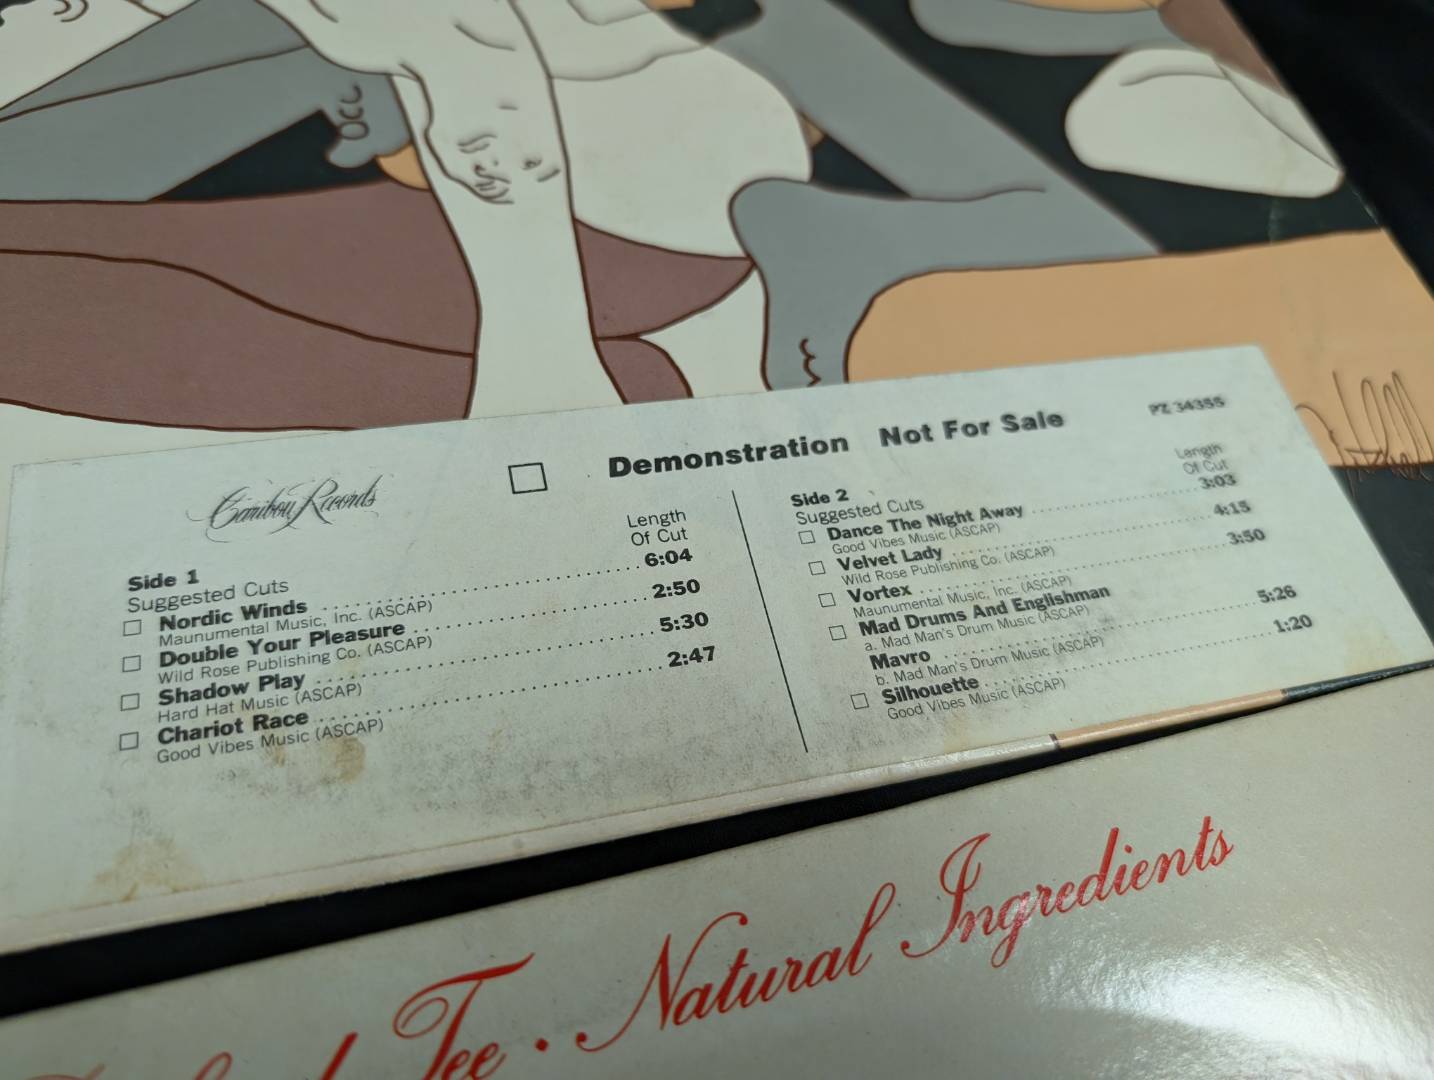 Caribou Records
Demonstration Not For Sale
PZ 34355
Length
Of Cut
Side 1
Suggested Cuts
Nordic Winds 6:04
Maunumental Music, Inc. (ASCAP)
Double Your Pleasure 2:50
Wild Rose Publishing Co. (ASCAP)
Shadow Play 5:30
Hard Hat Music (ASCAP)
Chariot Race 2:47
Good Vibes Music (ASCAP)
Length
Of Cut
Side 2
Suggested Cuts
Dance The Night Away 3:03
Good Vibes Music (ASCAP)
Velvet Lady 4:15
Wild Rose Publishing Co. (ASCAP)
Vortex 3:50
Maunumental Music, Inc. (ASCAP)
Mad Drums And Englishman
a. Mad Man's Drum Music (ASCAP)
Mavro 5:26
b. Mad Man's Drum Music (ASCAP)
Silhouette 1:20
Good Vibes Music (ASCAP)
Tee · Natural Ingredients